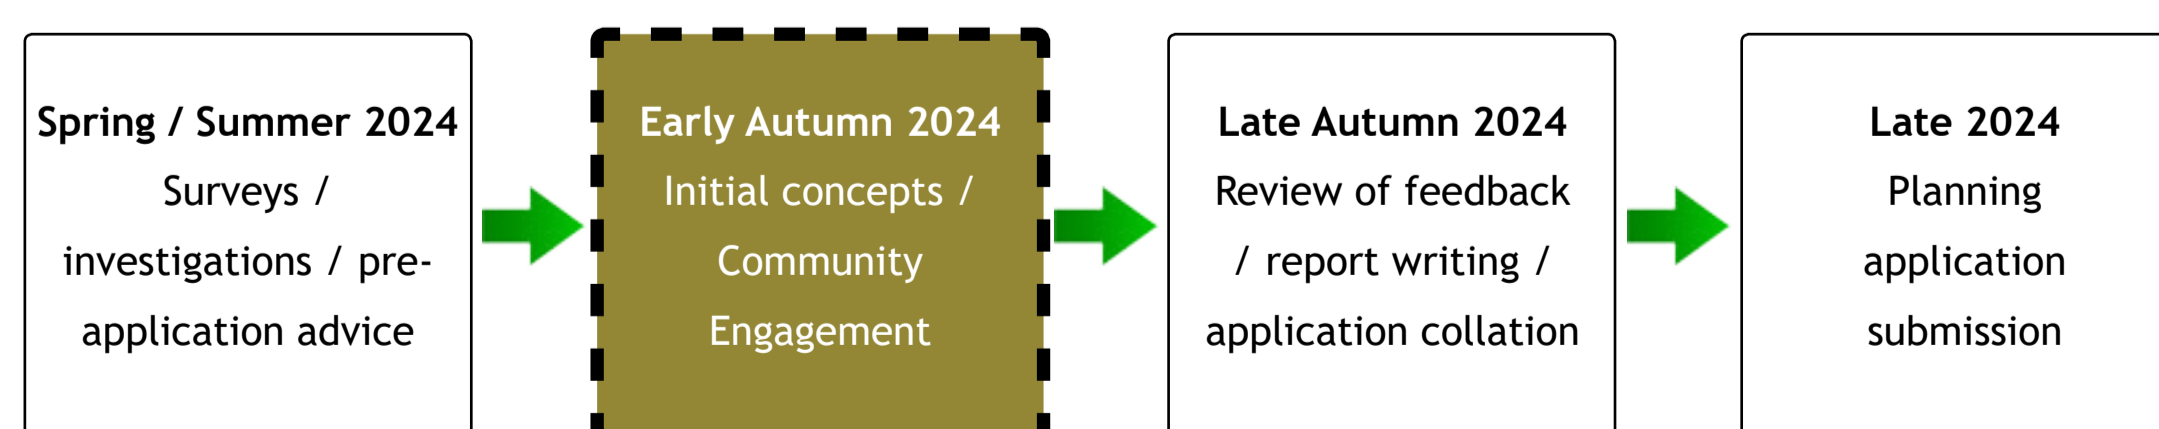 Spring / Summer 2024
Surveys /
investigations / pre-
application advice
Early Autumn 2024
Initial concepts /
Community
Engagement
Late Autumn 2024
Review of feedback
/ report writing /
application collation
Late 2024
Planning
application
submission